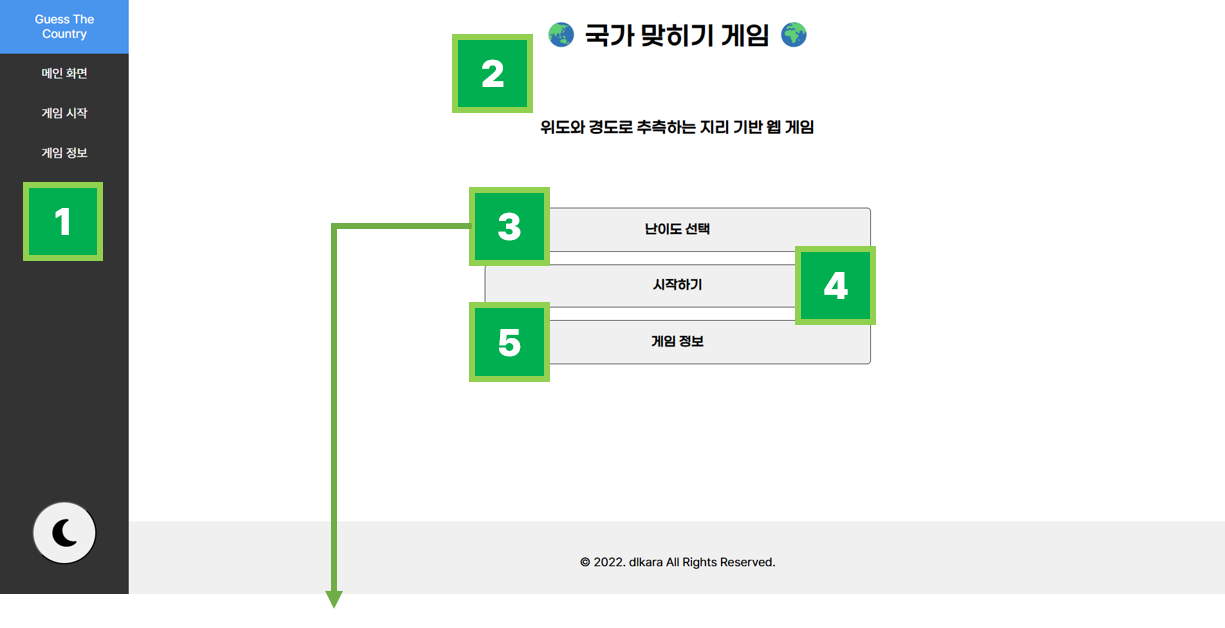 Guess The
Country
메인 화면
게임 시작
게임 정보
1
국가 맞히기 게임
2
위도와 경도로 추측하는 지리 기반 웹 게임
3
난이도 선택
시작하기
4
5
게임 정보
© 2022. dlkara All Rights Reserved.